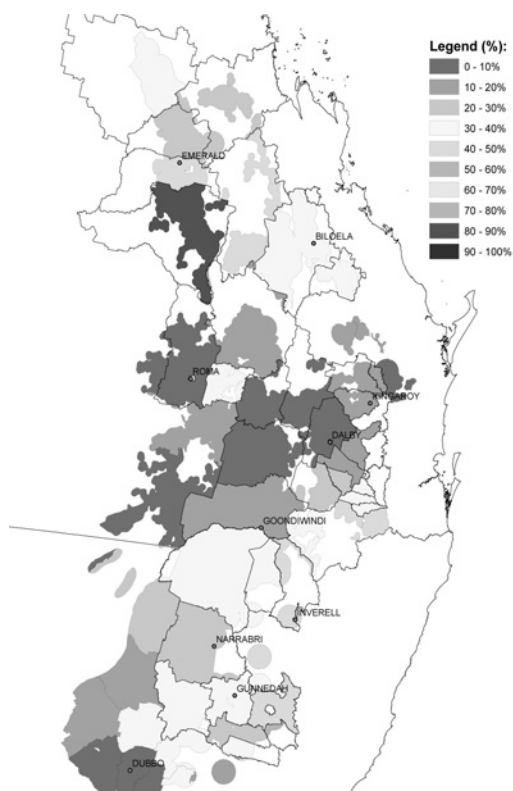 Legend (%):
0 - 10%
10 - 20%
20 - 30%
30 - 40%
40 - 50%
50 - 60%
60 - 70%
70 - 80%
80 - 90%
90 - 100%
EMERALD
BILOELA
ROMA
KINGAROY
DALBY
GOONDIWINDI
INVERELL
NARRABRI
GUNNEDAH
DUBBO